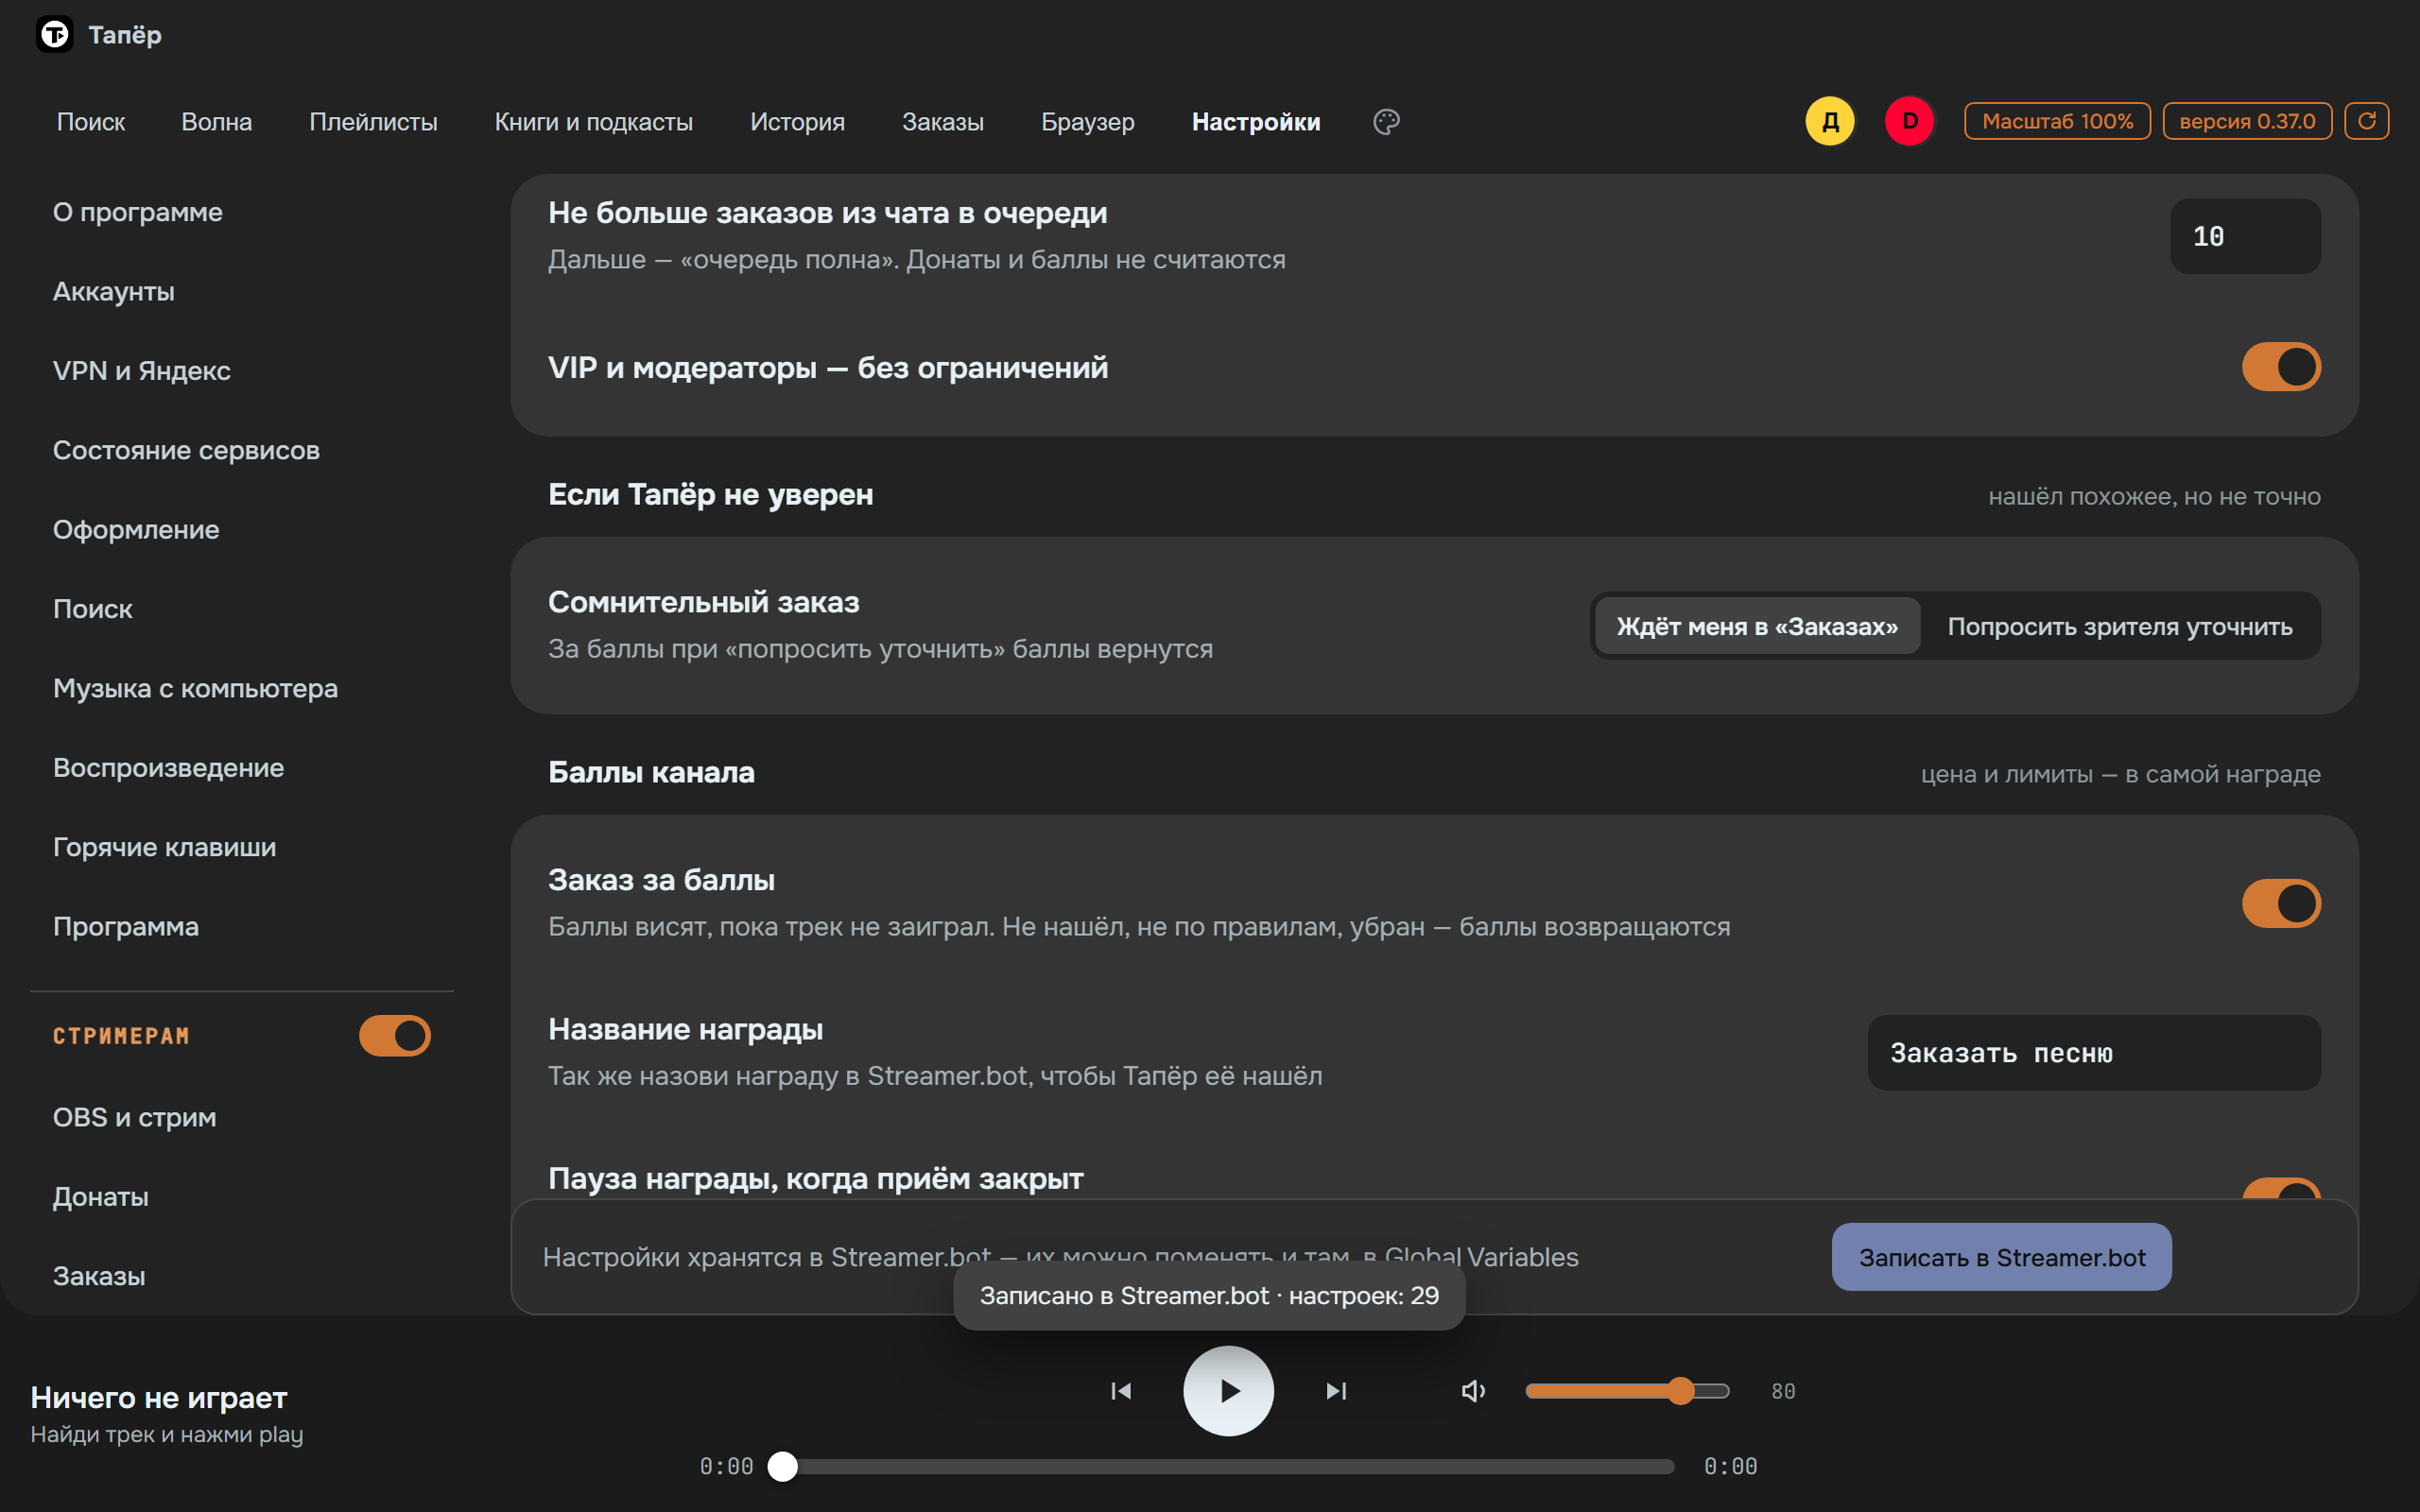 Тапёр
Поиск Волна Плейлисты Книги и подкасты История Заказы Браузер Настройки Д D Масштаб 100% версия 0.37.0
О программе
Аккаунты
VPN и Яндекс
Состояние сервисов
Оформление
Поиск
Музыка с компьютера
Воспроизведение
Горячие клавиши
Программа
СТРИМЕРАМ
OBS и стрим
Донаты
Заказы
Не больше заказов из чата в очереди
Дальше — «очередь полна». Донаты и баллы не считаются
10
VIP и модераторы — без ограничений
Если Тапёр не уверен
нашёл похожее, но не точно
Сомнительный заказ
За баллы при «попросить уточнить» баллы вернутся
Ждёт меня в «Заказах» Попросить зрителя уточнить
Баллы канала
цена и лимиты — в самой награде
Заказ за баллы
Баллы висят, пока трек не заиграл. Не нашёл, не по правилам, убран — баллы возвращаются
Название награды
Так же назови награду в Streamer.bot, чтобы Тапёр её нашёл
Заказать песню
Пауза награды, когда приём закрыт
Настройки хранятся в Streamer.bot — их можно поменять и там, в Global Variables
Записать в Streamer.bot
Записано в Streamer.bot · настроек: 29
Ничего не играет
Найди трек и нажми play
80
0:00 0:00